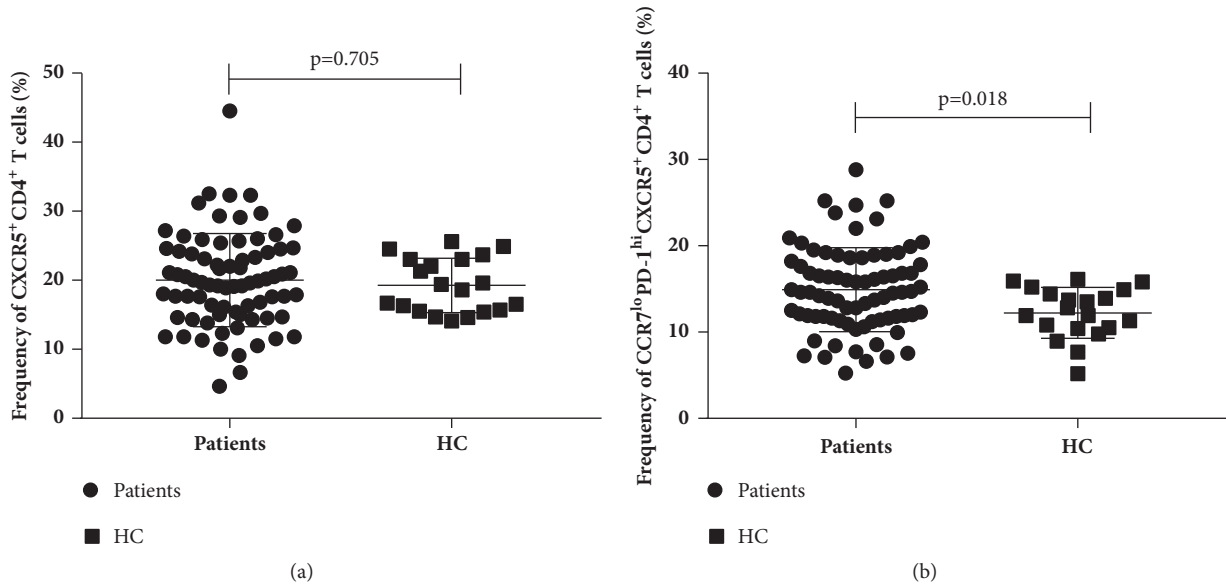 Frequency of CXCR5⁺CD4⁺ T cells (%)
50
40
30
20
10
0
p=0.705
Patients
HC
Patients
HC
(a)
Frequency of CCR7ˡᵒPD-1ʰⁱCXCR5⁺CD4⁺ T cells (%)
40
30
20
10
0
p=0.018
Patients
HC
Patients
HC
(b)